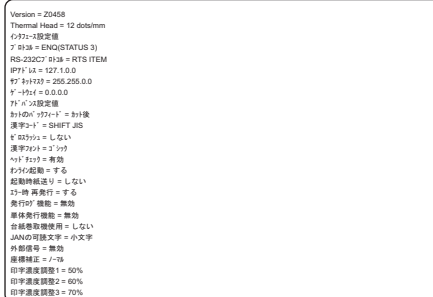 Version = Z0458
Thermal Head = 12 dots/mm
ｲﾝﾀﾌｪｰｽ設定値
ﾌﾟﾛﾄｺﾙ = ENQ(STATUS 3)
RS-232Cﾌﾟﾛﾄｺﾙ = RTS ITEM
IPｱﾄﾞﾚｽ = 127.1.0.0
ｻﾌﾞﾈｯﾄﾏｽｸ = 255.255.0.0
ｹﾞｰﾄｳｪｲ = 0.0.0.0
ｱﾄﾞﾊﾞﾝｽ設定値
ｶｯﾄのﾊﾞｯｸﾌｨｰﾄﾞ = ｶｯﾄ後
漢字ｺｰﾄﾞ = SHIFT JIS
ｾﾞﾛｽﾗｯｼｭ = しない
漢字ﾌｫﾝﾄ = ｺﾞｼｯｸ
ﾍｯﾄﾞﾁｪｯｸ = 有効
ｵﾝﾗｲﾝ起動 = する
起動時紙送り = しない
ｴﾗｰ時 再発行 = する
発行ﾛｸﾞ機能 = 無効
単体発行機能 = 無効
台紙巻取機使用 = しない
JANの可読文字 = 小文字
外部信号 = 無効
座標補正 = ﾉｰﾏﾙ
印字濃度調整1 = 50%
印字濃度調整2 = 60%
印字濃度調整3 = 70%